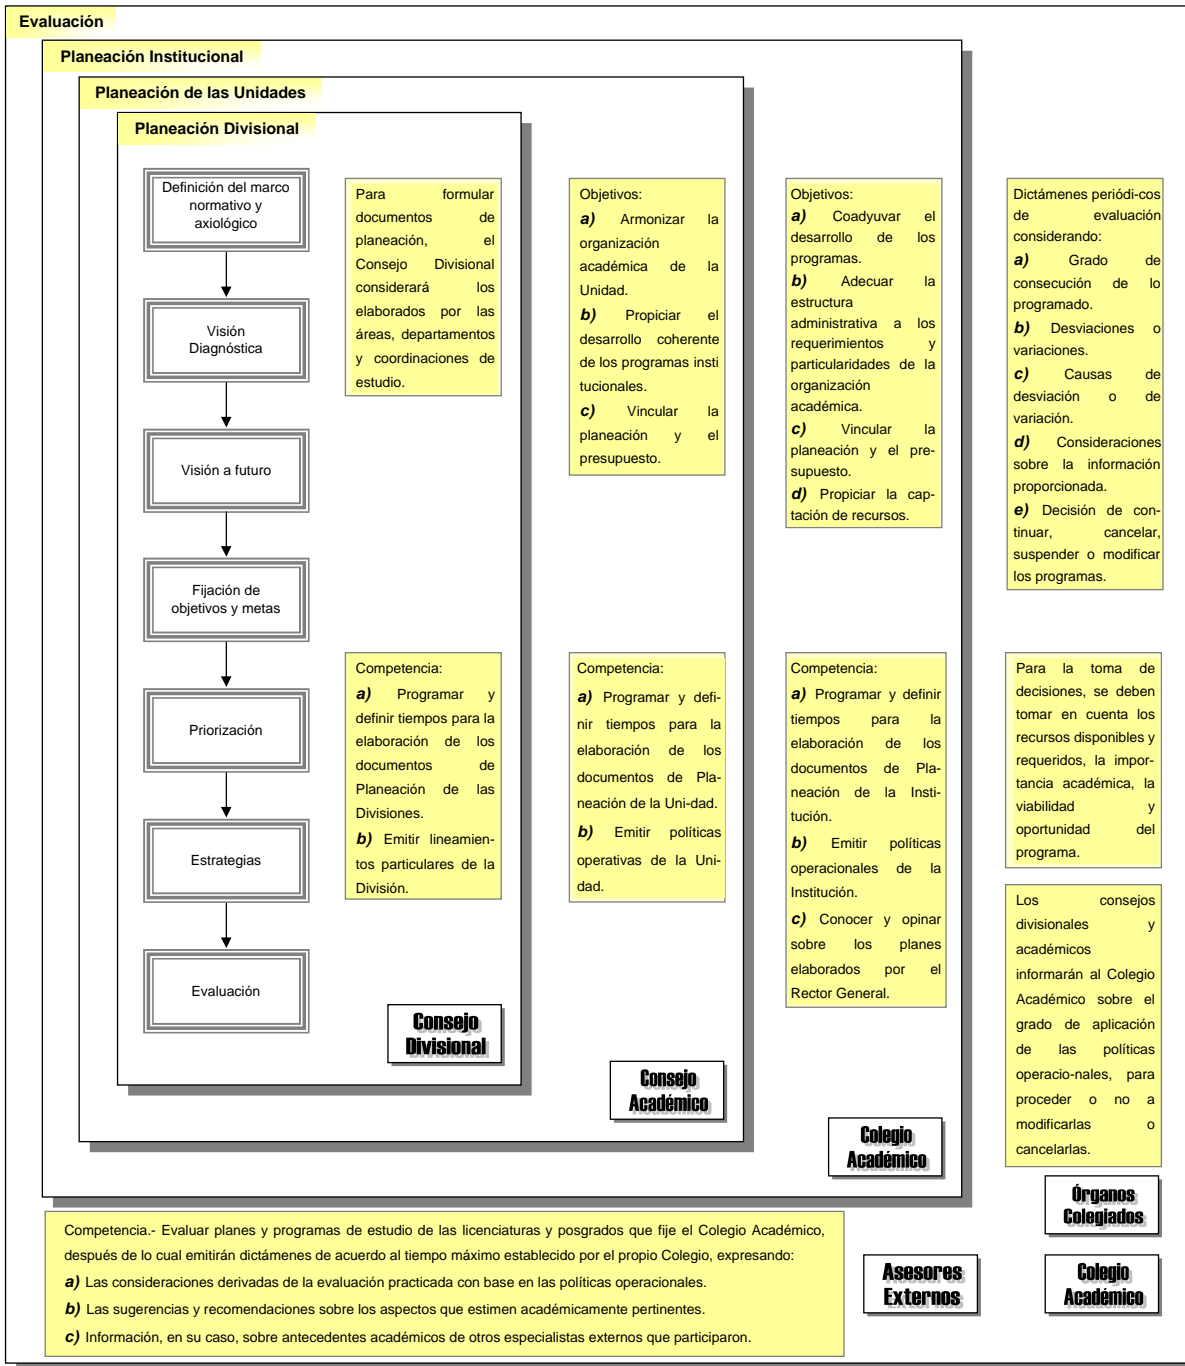 Evaluación
Planeación Institucional
Planeación de las Unidades
Planeación Divisional
Definición del marco
normativo y
axiológico
Visión
Diagnóstica
Visión a futuro
Fijación de
objetivos y metas
Priorización
Estrategias
Evaluación
Para formular
documentos de
planeación, el
Consejo Divisional
considerará los
elaborados por las
áreas, departamentos
y coordinaciones de
estudio.
Competencia:
a) Programar y
definir tiempos para la
elaboración de los
documentos de
Planeación de las
Divisiones.
b) Emitir lineamien-
tos particulares de la
División.
Consejo
Divisional
Objetivos:
a) Armonizar la
organización
académica de la
Unidad.
b) Propiciar el
desarrollo coherente
de los programas insti
tucionales.
c) Vincular la
planeación y el
presupuesto.
Competencia:
a) Programar y defi-
nir tiempos para la
elaboración de los
documentos de Pla-
neación de la Uni-dad.
b) Emitir políticas
operativas de la Uni-
dad.
Consejo
Académico
Objetivos:
a) Coadyuvar el
desarrollo de los
programas.
b) Adecuar la
estructura
administrativa a los
requerimientos y
particularidades de la
organización
académica.
c) Vincular la
planeación y el pre-
supuesto.
d) Propiciar la cap-
tación de recursos.
Competencia:
a) Programar y definir
tiempos para la
elaboración de los
documentos de Pla-
neación de la Insti-
tución.
b) Emitir políticas
operacionales de la
Institución.
c) Conocer y opinar
sobre los planes
elaborados por el
Rector General.
Colegio
Académico
Dictámenes periódi-cos
de evaluación
considerando:
a) Grado de
consecución de lo
programado.
b) Desviaciones o
variaciones.
c) Causas de
desviación o de
variación.
d) Consideraciones
sobre la información
proporcionada.
e) Decisión de con-
tinuar, cancelar,
suspender o modificar
los programas.
Para la toma de
decisiones, se deben
tomar en cuenta los
recursos disponibles y
requeridos, la impor-
tancia académica, la
viabilidad y
oportunidad del
programa.
Los consejos
divisionales y
académicos
informarán al Colegio
Académico sobre el
grado de aplicación
de las políticas
operacio-nales, para
proceder o no a
modificarlas o
cancelarlas.
Órganos
Colegiados
Competencia.- Evaluar planes y programas de estudio de las licenciaturas y posgrados que fije el Colegio Académico,
después de lo cual emitirán dictámenes de acuerdo al tiempo máximo establecido por el propio Colegio, expresando:
a) Las consideraciones derivadas de la evaluación practicada con base en las políticas operacionales.
b) Las sugerencias y recomendaciones sobre los aspectos que estimen académicamente pertinentes.
c) Información, en su caso, sobre antecedentes académicos de otros especialistas externos que participaron.
Asesores
Externos
Colegio
Académico